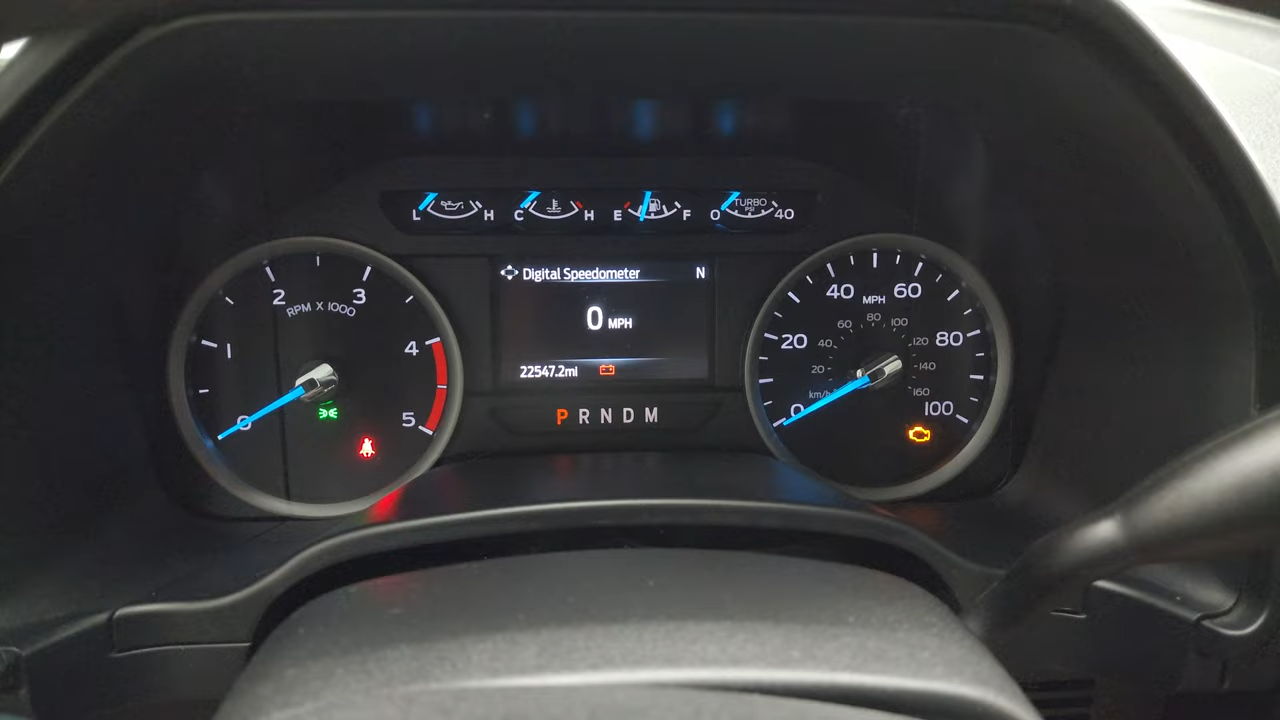 L H C H E F 0 TURBO PSI 40
Digital Speedometer N
0 MPH
22547.2mi
P R N D M
0 1 2 3 4 5
RPM X 1000
0 20 40 60 80 100
MPH
20 40 60 80 100 120 140 160
km/h